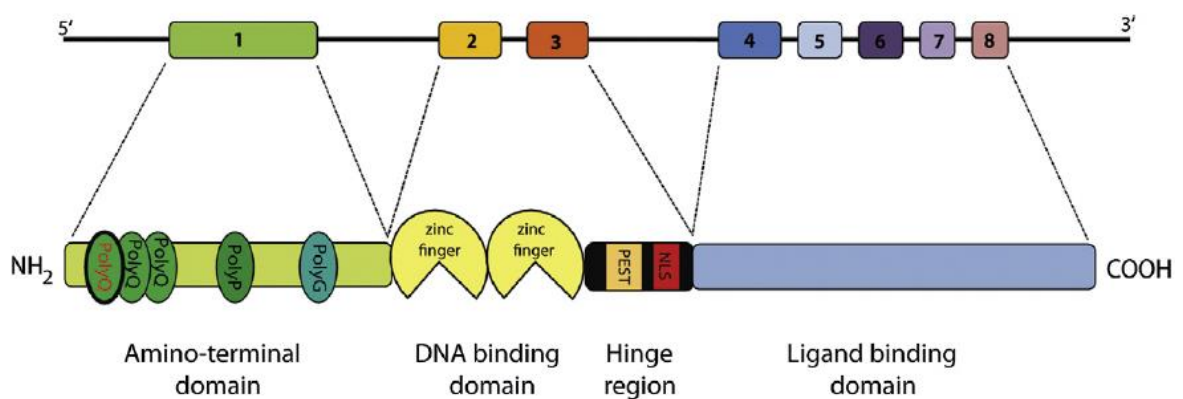 5'
3'
1
2
3
4
5
6
7
8
NH2
PolyQ
PolyQ
PolyQ
PolyP
PolyG
zinc
finger
zinc
finger
PEST
NLS
COOH
Amino-terminal
domain
DNA binding
domain
Hinge
region
Ligand binding
domain